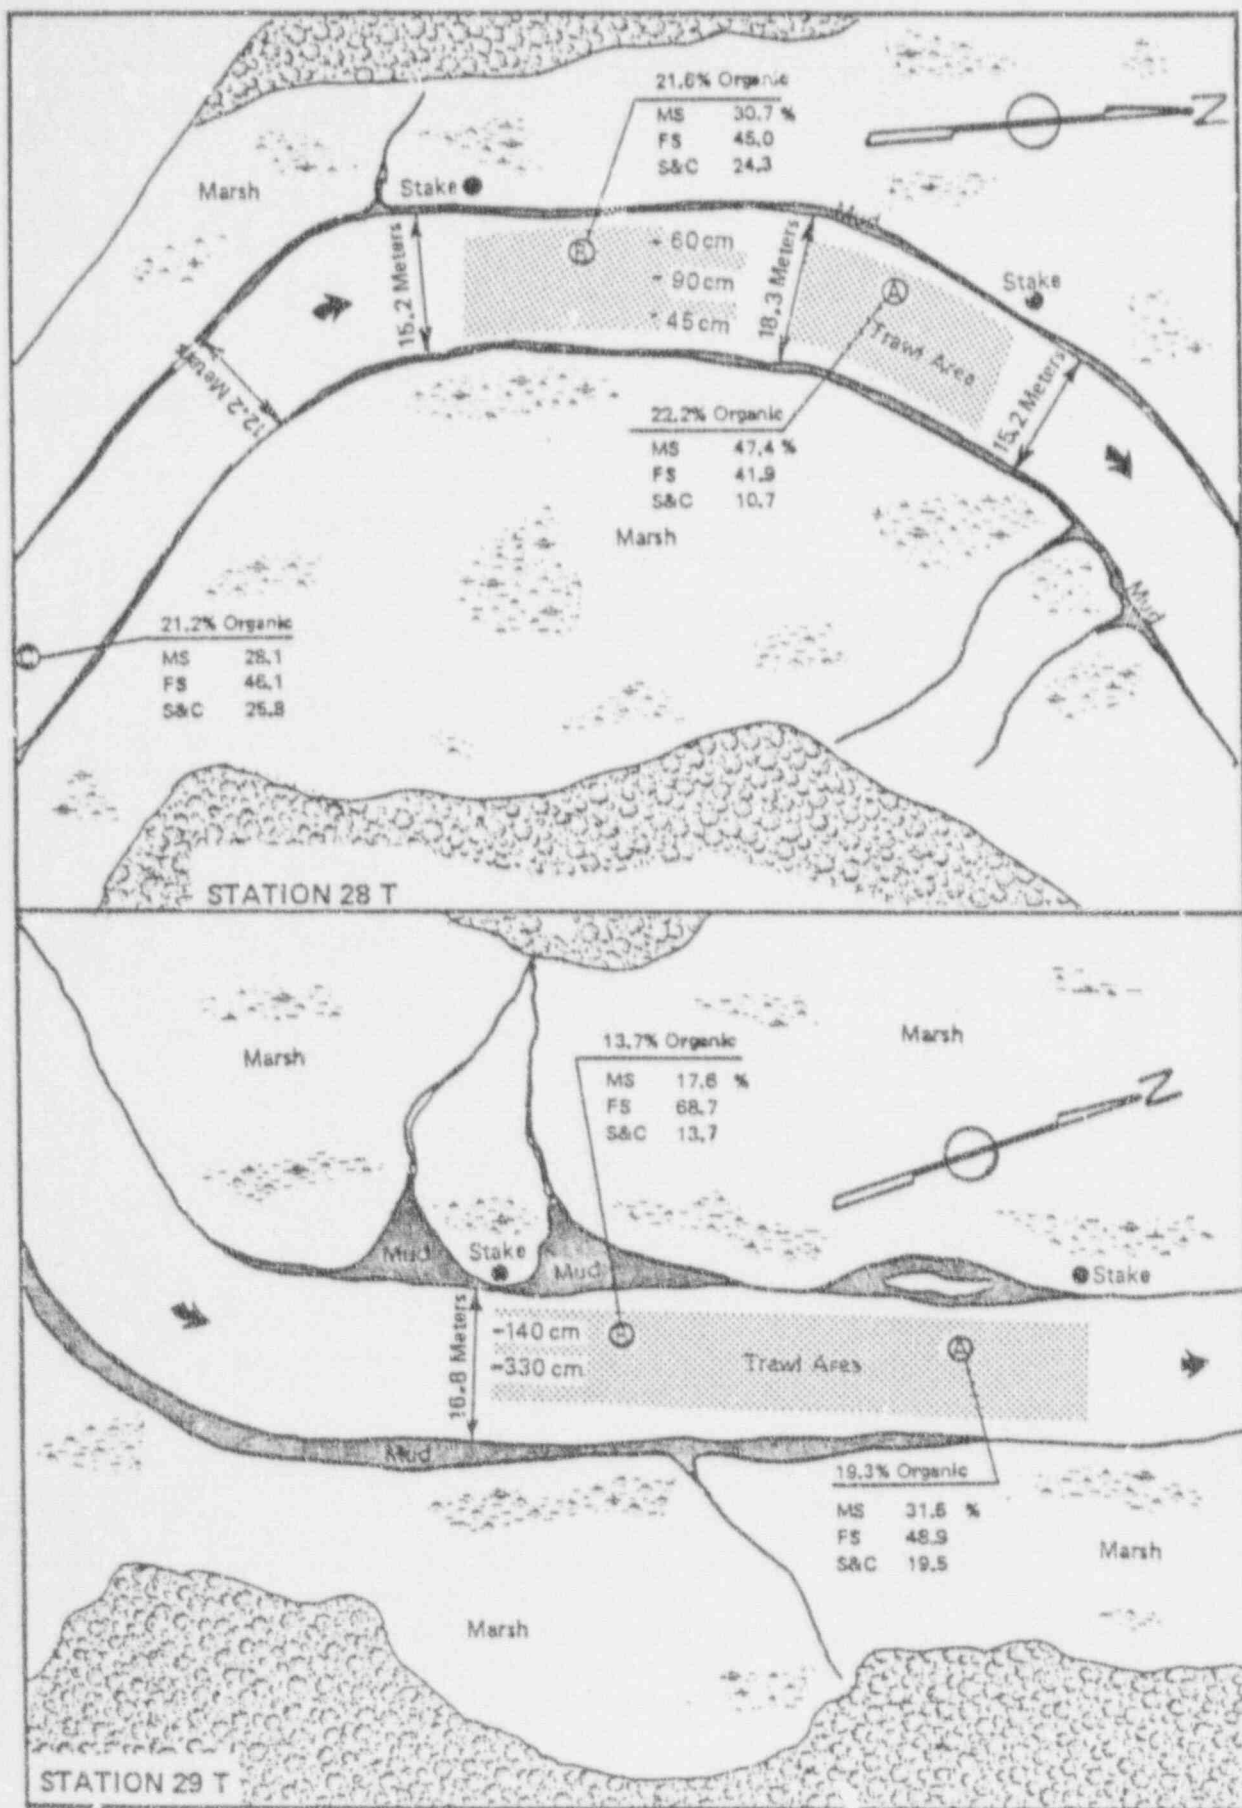 21.6% Organic
MS 30.7 %
FS 45.0
S&C 24.3
N
Marsh
Stake
Mud
15.2 Meters
B
- 60cm
- 90cm
- 45cm
18.3 Meters
A
Stake
Trawl Area
12.2 Meters
15.2 Meters
22.2% Organic
MS 47.4 %
FS 41.9
S&C 10.7
Marsh
Mud
21.2% Organic
MS 28.1
FS 46.1
S&C 25.8
STATION 28 T
13.7% Organic
MS 17.6 %
FS 68.7
S&C 13.7
Marsh
Marsh
N
Mud
Stake
Mud
Stake
16.8 Meters
-140 cm
-330 cm
Trawl Area
A
Mud
19.3% Organic
MS 31.6 %
FS 48.9
S&C 19.5
Marsh
Marsh
STATION 29 T